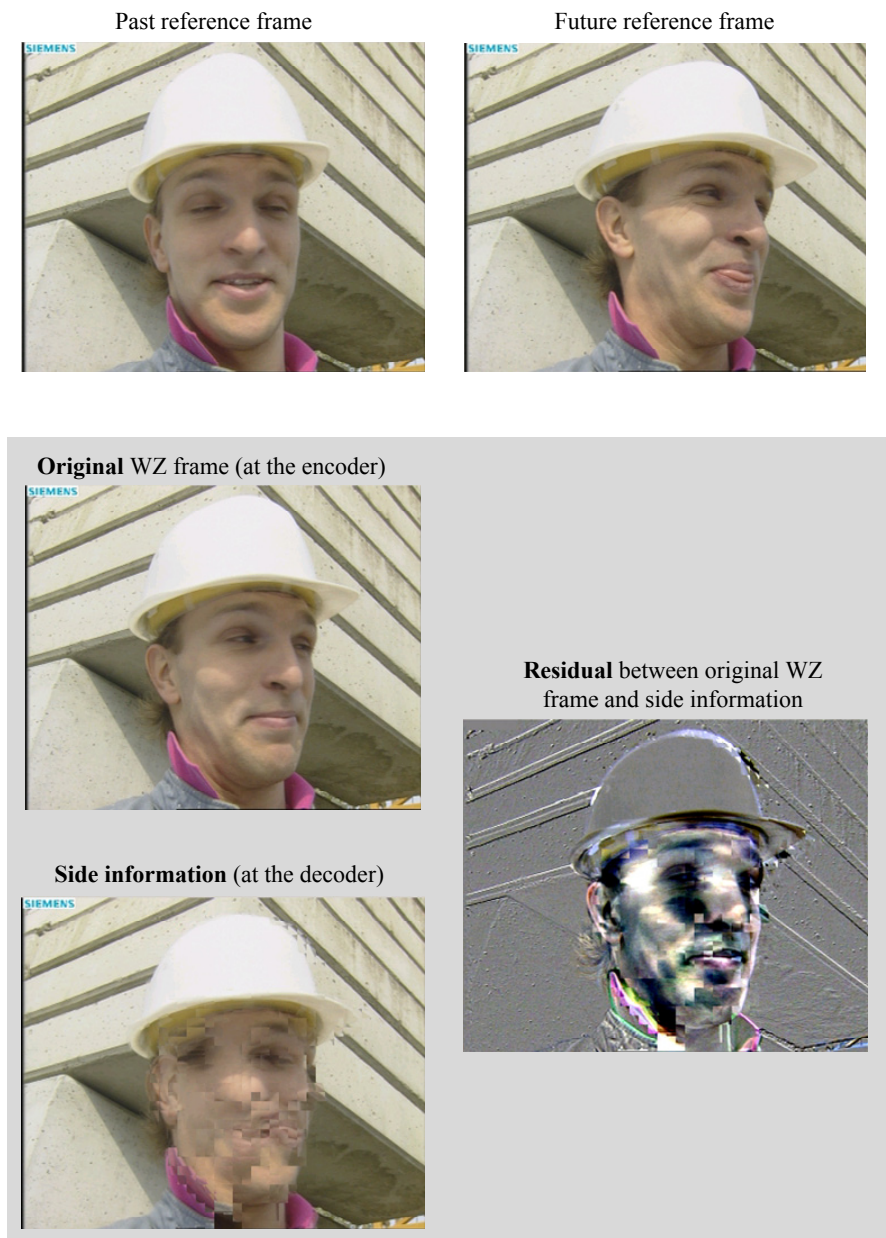 Past reference frame
Future reference frame
SIEMENS
SIEMENS
Original WZ frame (at the encoder)
SIEMENS
Residual between original WZ
frame and side information
Side information (at the decoder)
SIEMENS